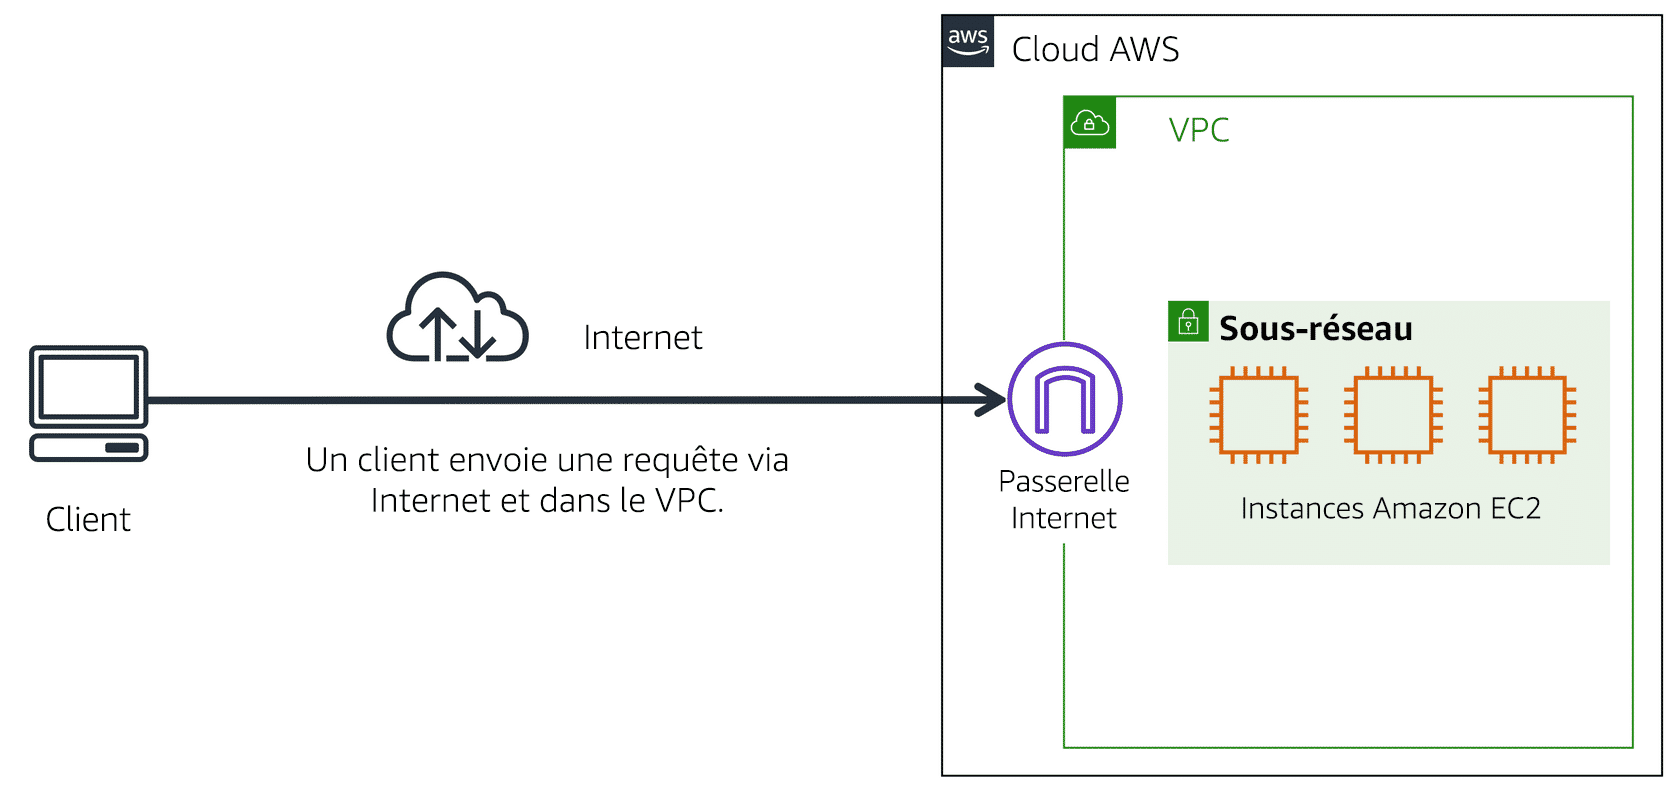 aws
Cloud AWS
VPC
Internet
Sous-réseau
Un client envoie une requête via
Internet et dans le VPC.
Client
Passerelle
Internet
Instances Amazon EC2